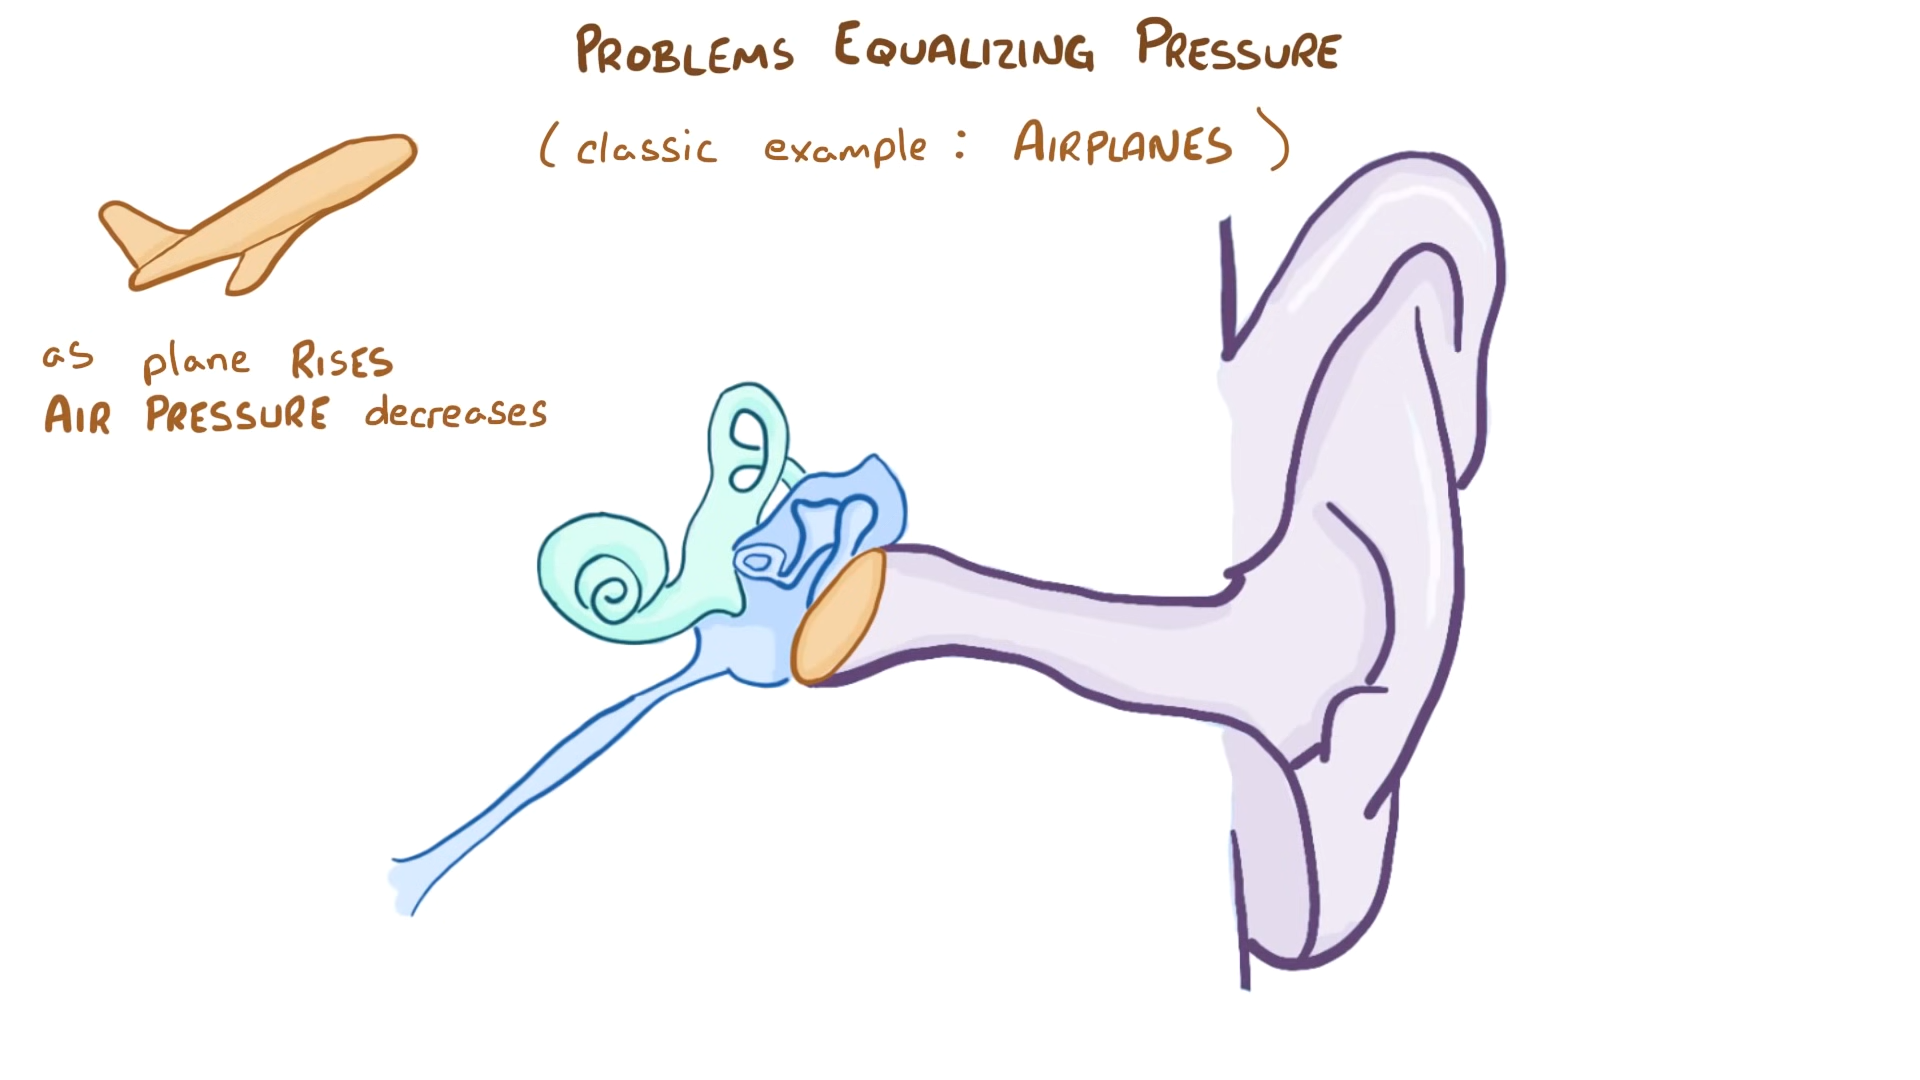 PROBLEMS EQUALIZING PRESSURE
(classic example: AIRPLANES)
as plane RISES
AIR PRESSURE decreases